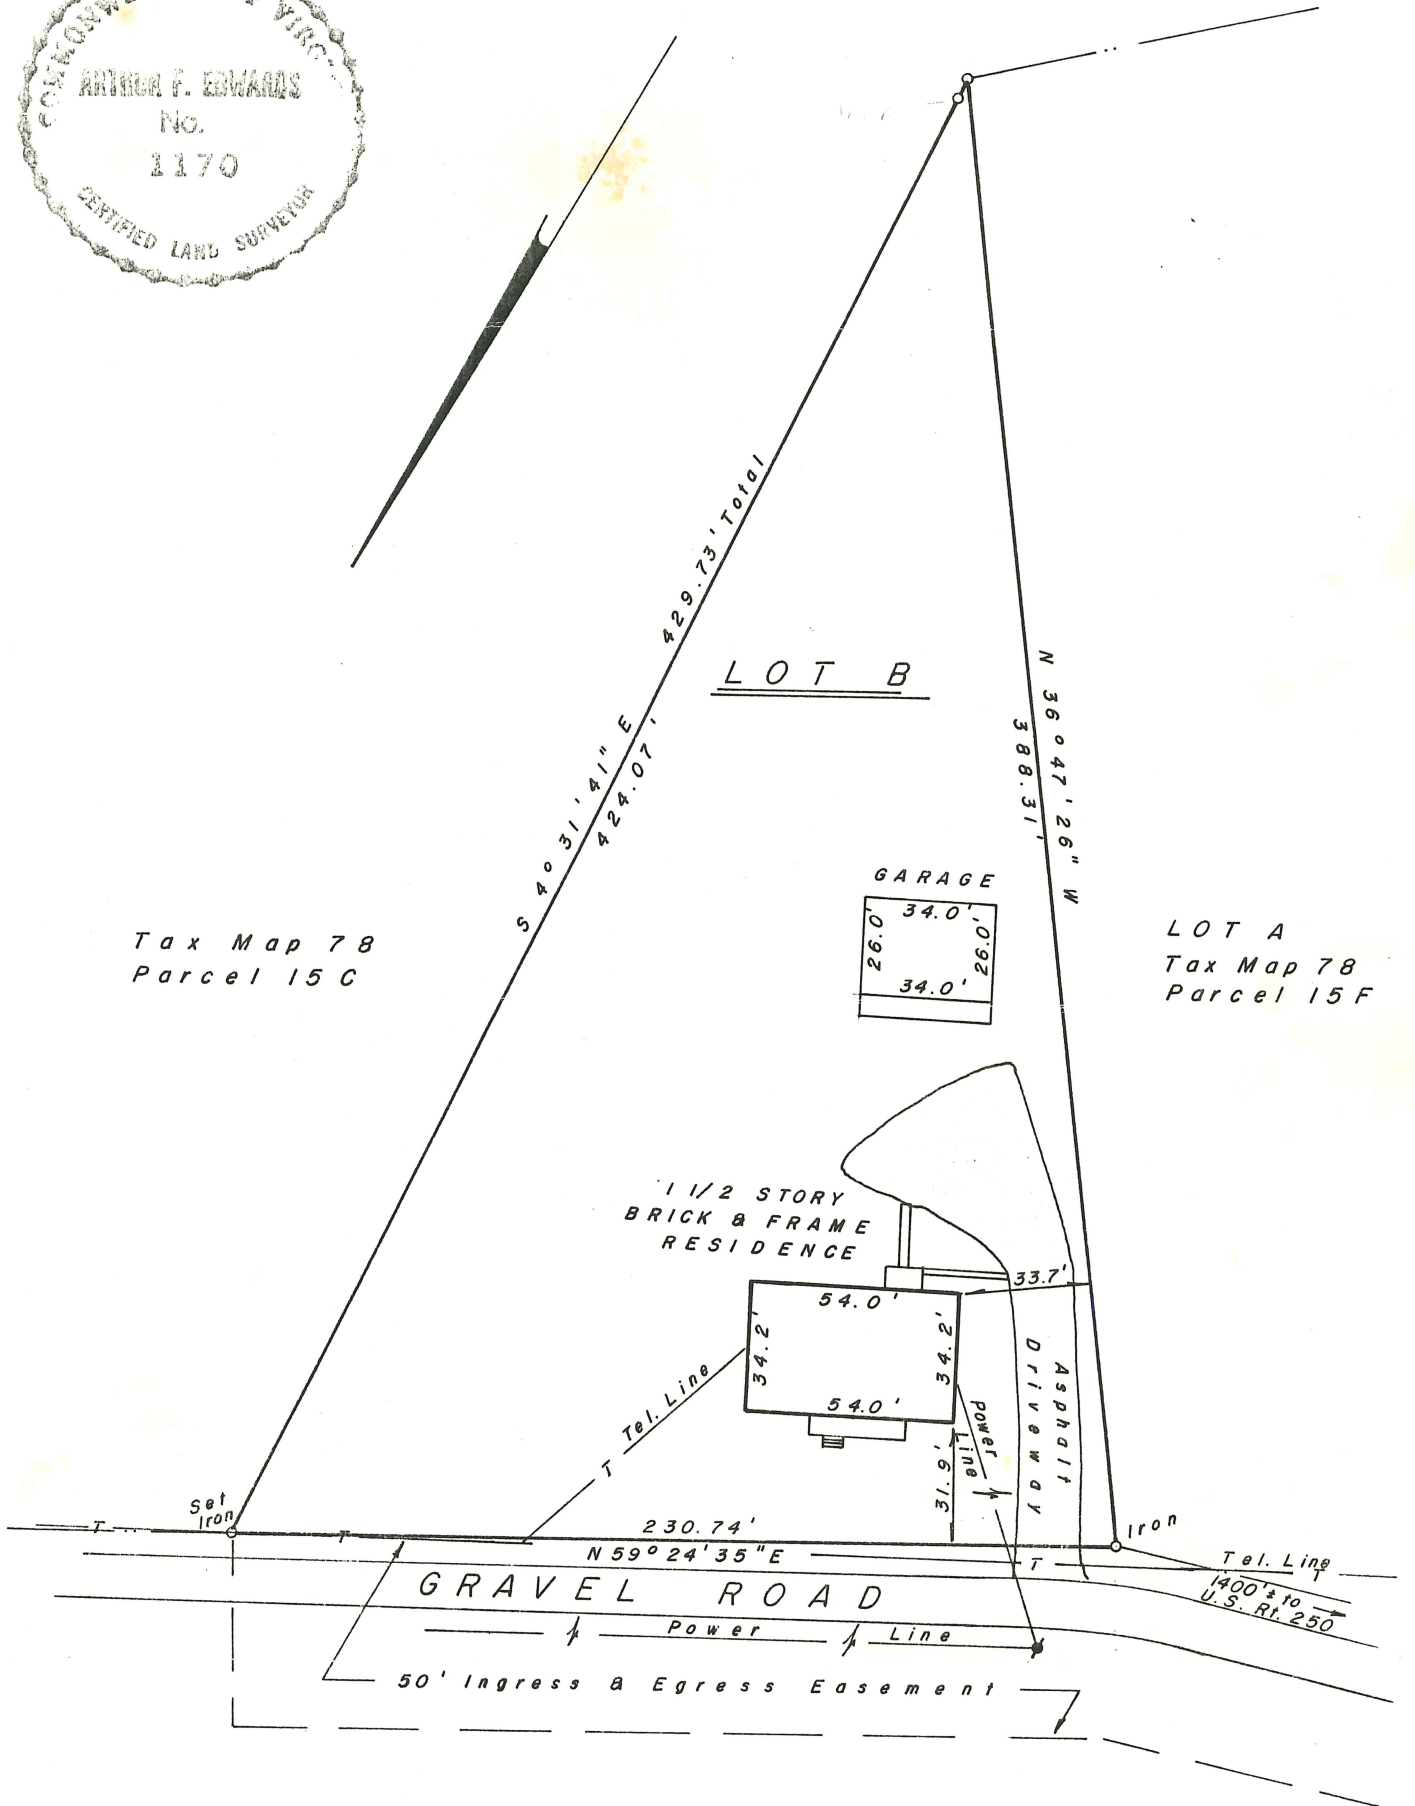 ARTHUR F. EDWARDS
No.
1170
CERTIFIED LAND SURVEYOR
429.73' Total
S 4° 31' 41" E
424.07'
LOT B
N 36° 47' 26" W
388.31'
GARAGE
34.0'
26.0'
26.0'
34.0'
Tax Map 78
Parcel 15 C
LOT A
Tax Map 78
Parcel 15 F
1 1/2 STORY
BRICK & FRAME
RESIDENCE
33.7'
54.0'
34.2'
34.2'
54.0'
Tel. Line
T
Power
Line
31.9'
Asphalt
Driveway
Set
Iron
Iron
T
T
230.74'
N 59° 24' 35" E
T
Tel. Line
T
1400'± to
U.S. Rt. 250
GRAVEL ROAD
Power Line
50' Ingress & Egress Easement